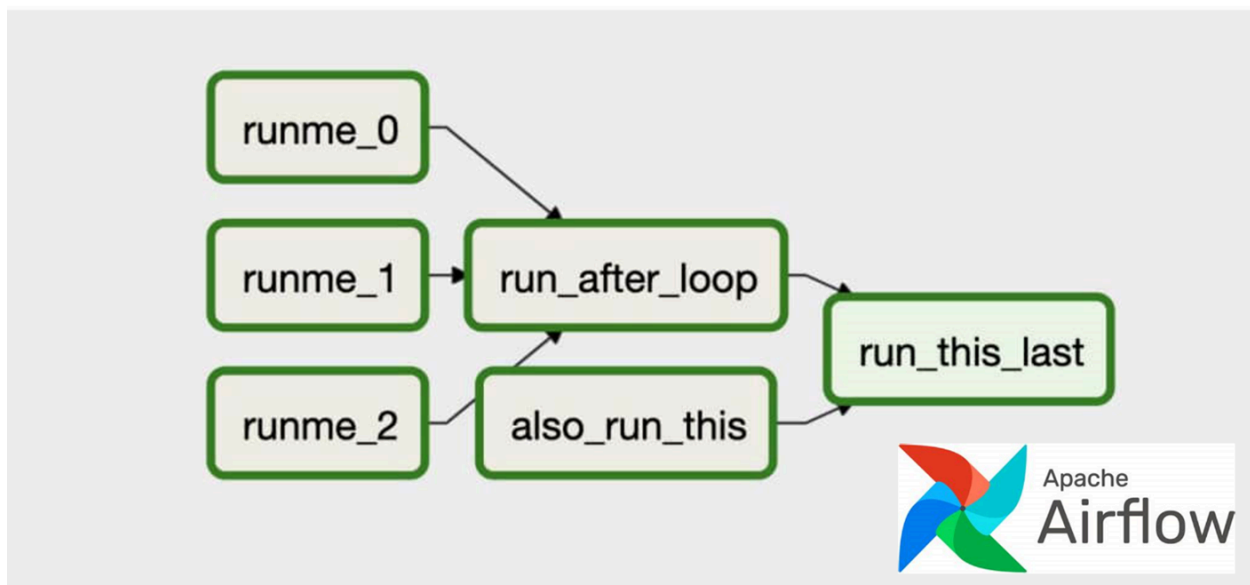 runme_0
runme_1
run_after_loop
run_this_last
runme_2
also_run_this
Apache
Airflow